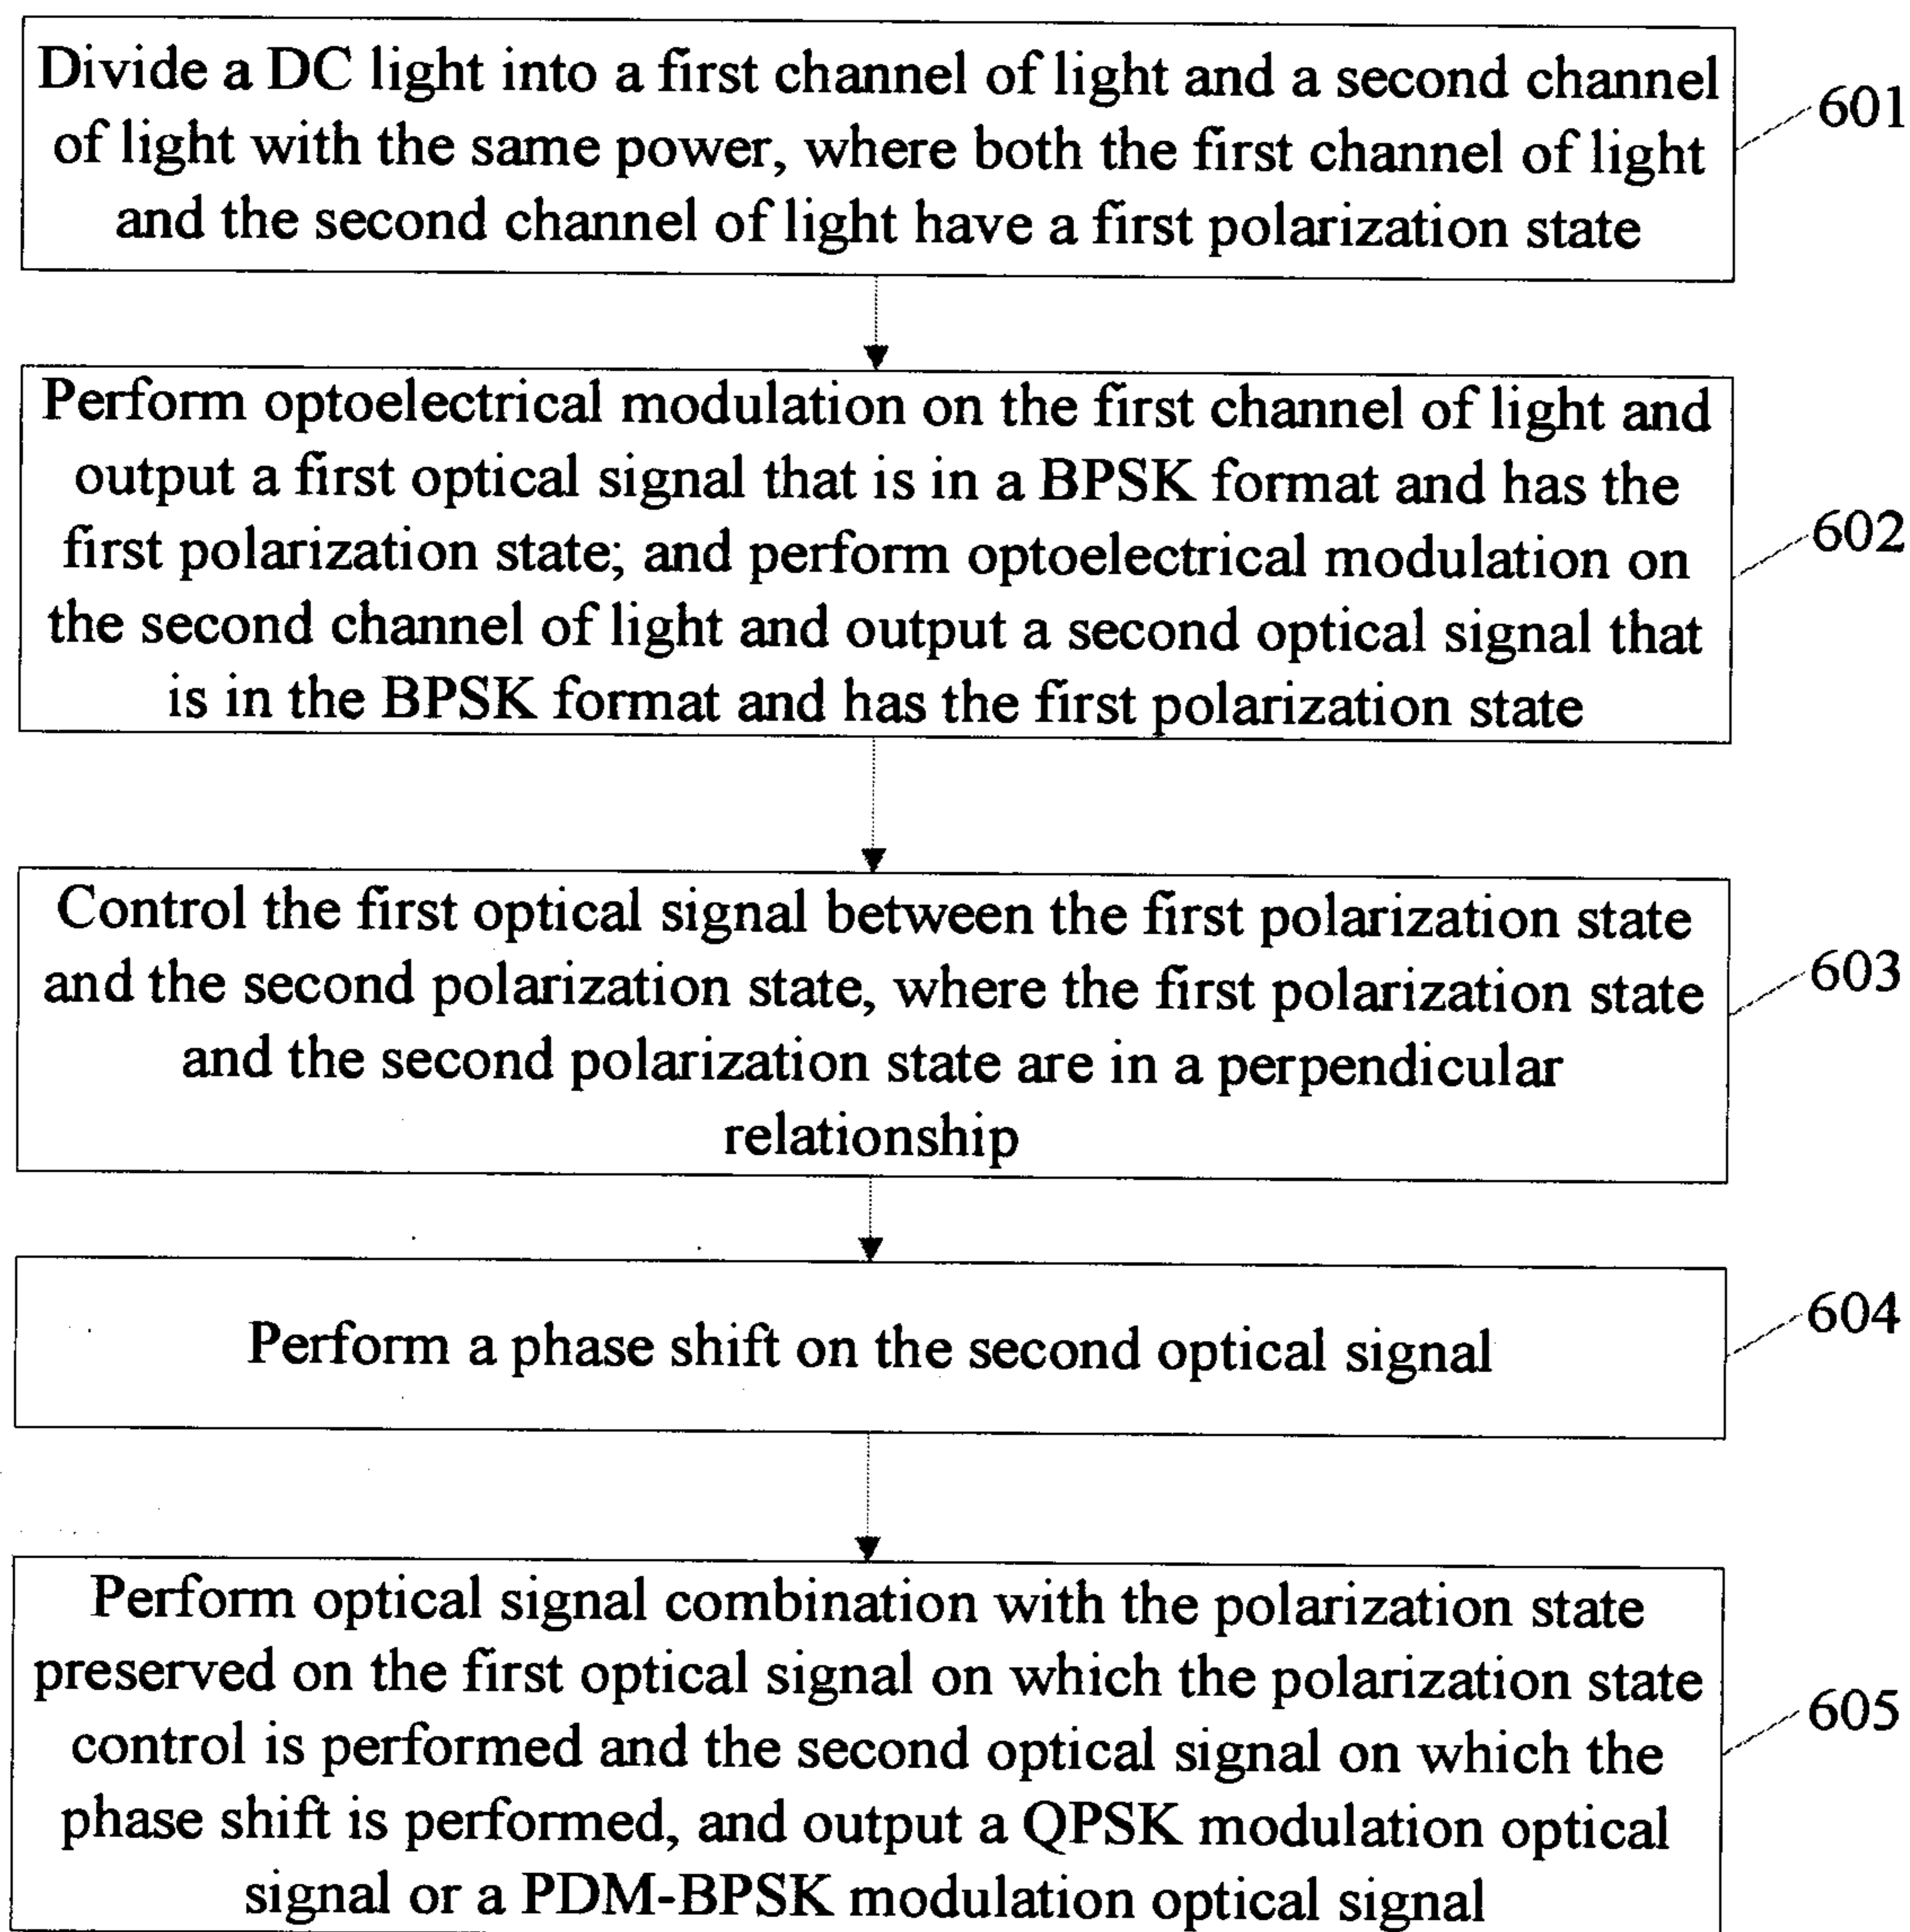 Divide a DC light into a first channel of light and a second channel
of light with the same power, where both the first channel of light
and the second channel of light have a first polarization state
601
Perform optoelectrical modulation on the first channel of light and
output a first optical signal that is in a BPSK format and has the
first polarization state; and perform optoelectrical modulation on
the second channel of light and output a second optical signal that
is in the BPSK format and has the first polarization state
602
Control the first optical signal between the first polarization state
and the second polarization state, where the first polarization state
and the second polarization state are in a perpendicular
relationship
603
Perform a phase shift on the second optical signal
604
Perform optical signal combination with the polarization state
preserved on the first optical signal on which the polarization state
control is performed and the second optical signal on which the
phase shift is performed, and output a QPSK modulation optical
signal or a PDM-BPSK modulation optical signal
605